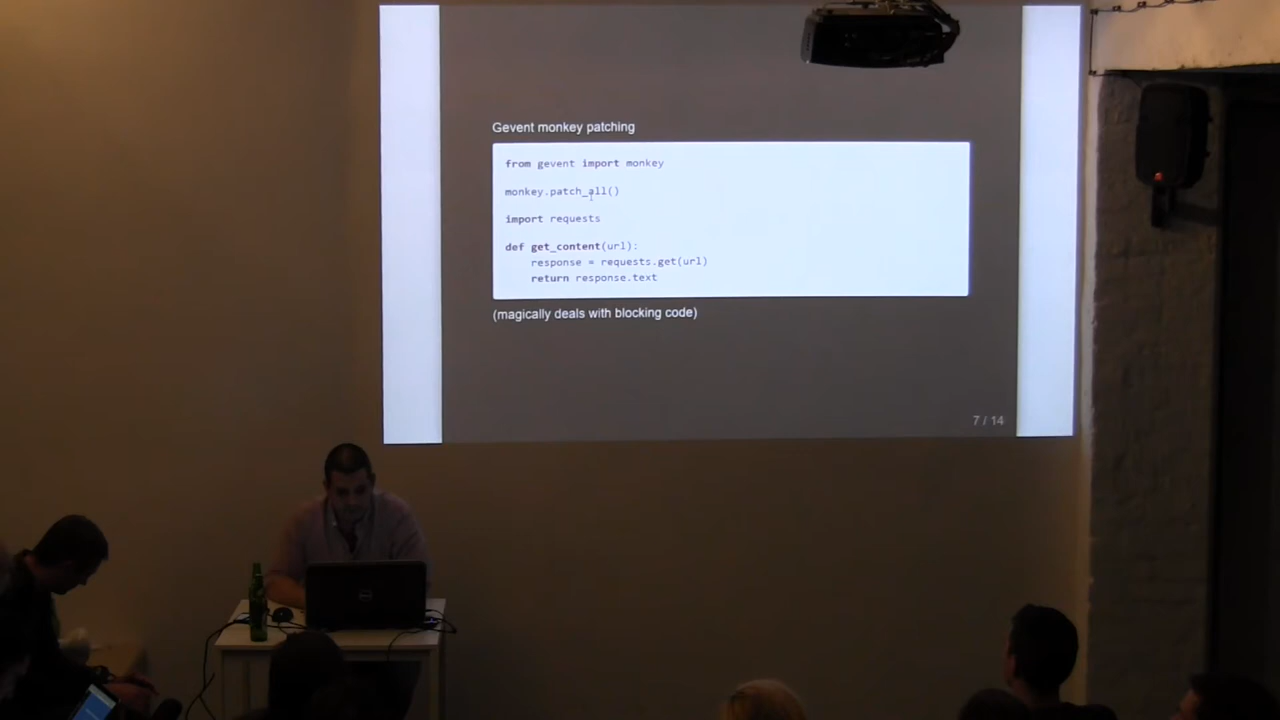 Gevent monkey patching
from gevent import monkey
monkey.patch_all()
import requests
def get_content(url):
response = requests.get(url)
return response.text
(magically deals with blocking code)
7 / 14